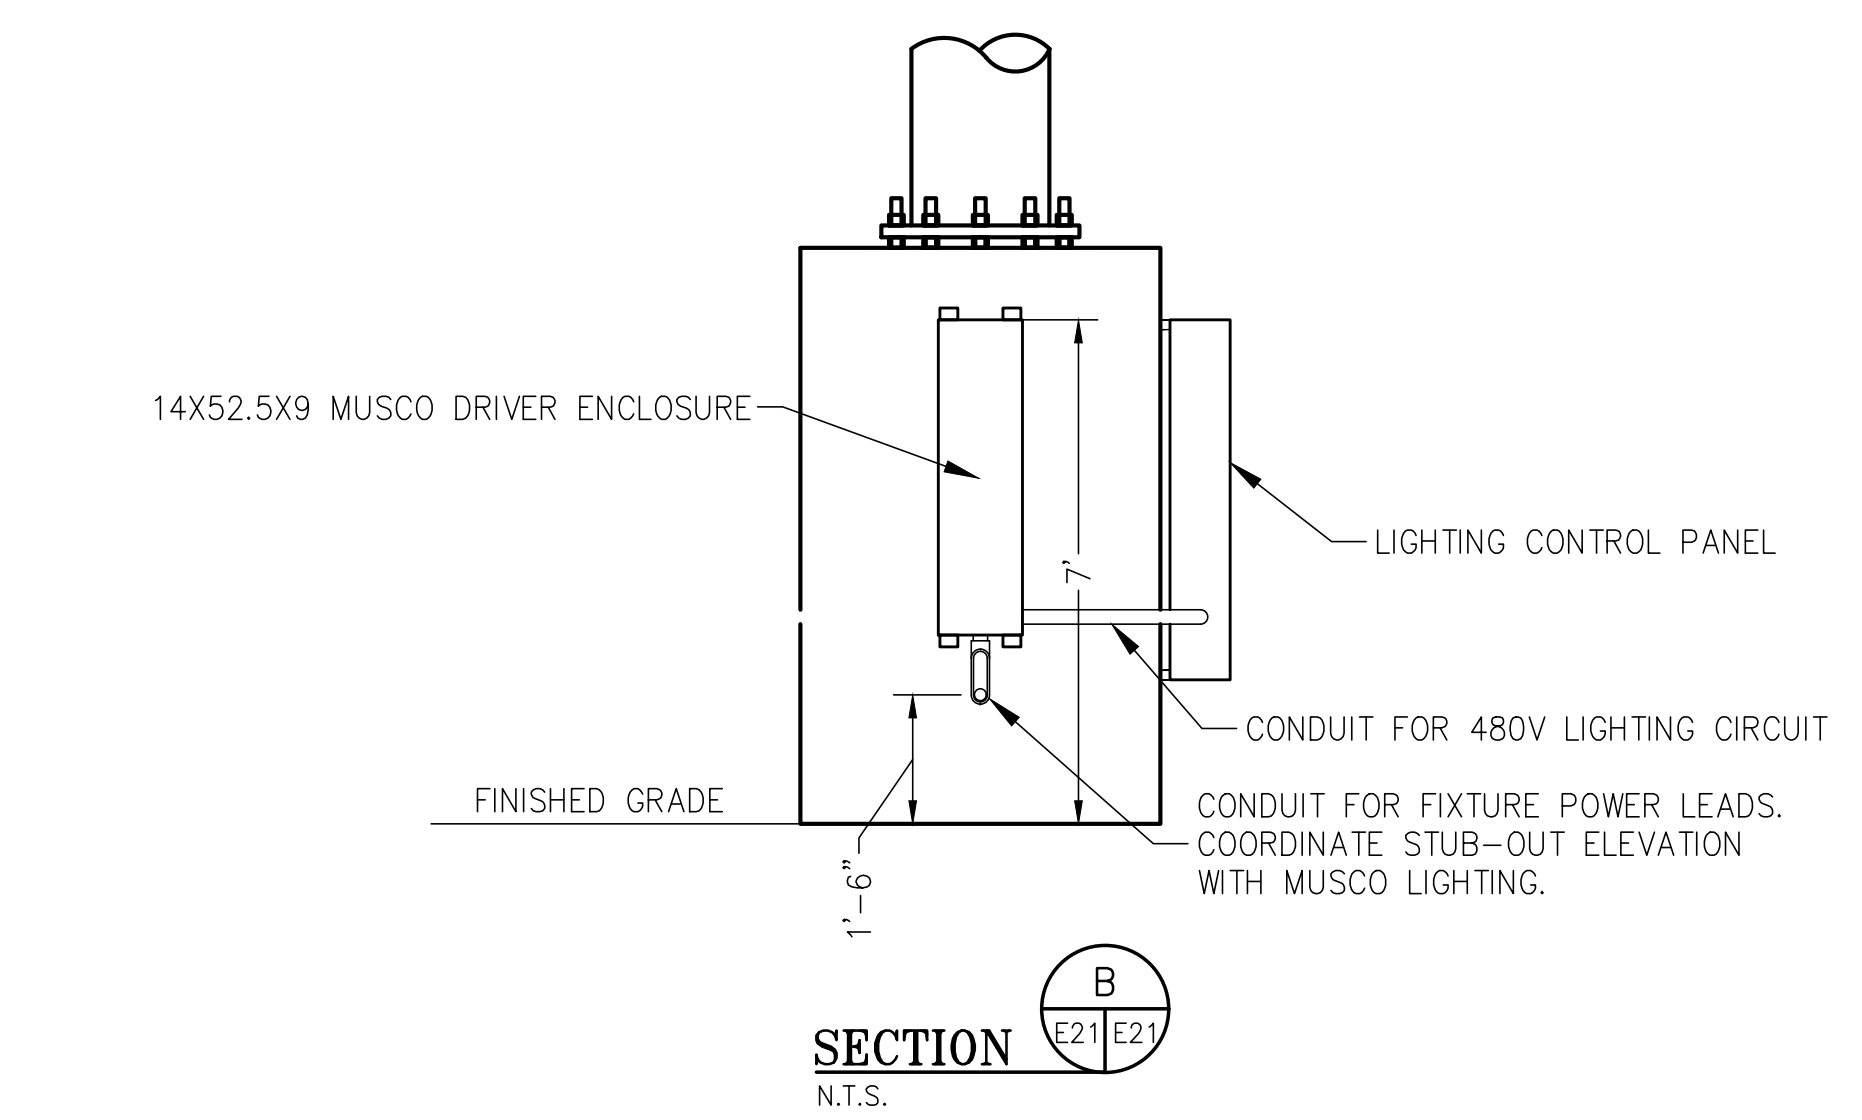 14X52.5X9 MUSCO DRIVER ENCLOSURE
LIGHTING CONTROL PANEL
7'
CONDUIT FOR 480V LIGHTING CIRCUIT
FINISHED GRADE
CONDUIT FOR FIXTURE POWER LEADS.
COORDINATE STUB-OUT ELEVATION
WITH MUSCO LIGHTING.
1'-6"
B
E21 E21
SECTION
N.T.S.